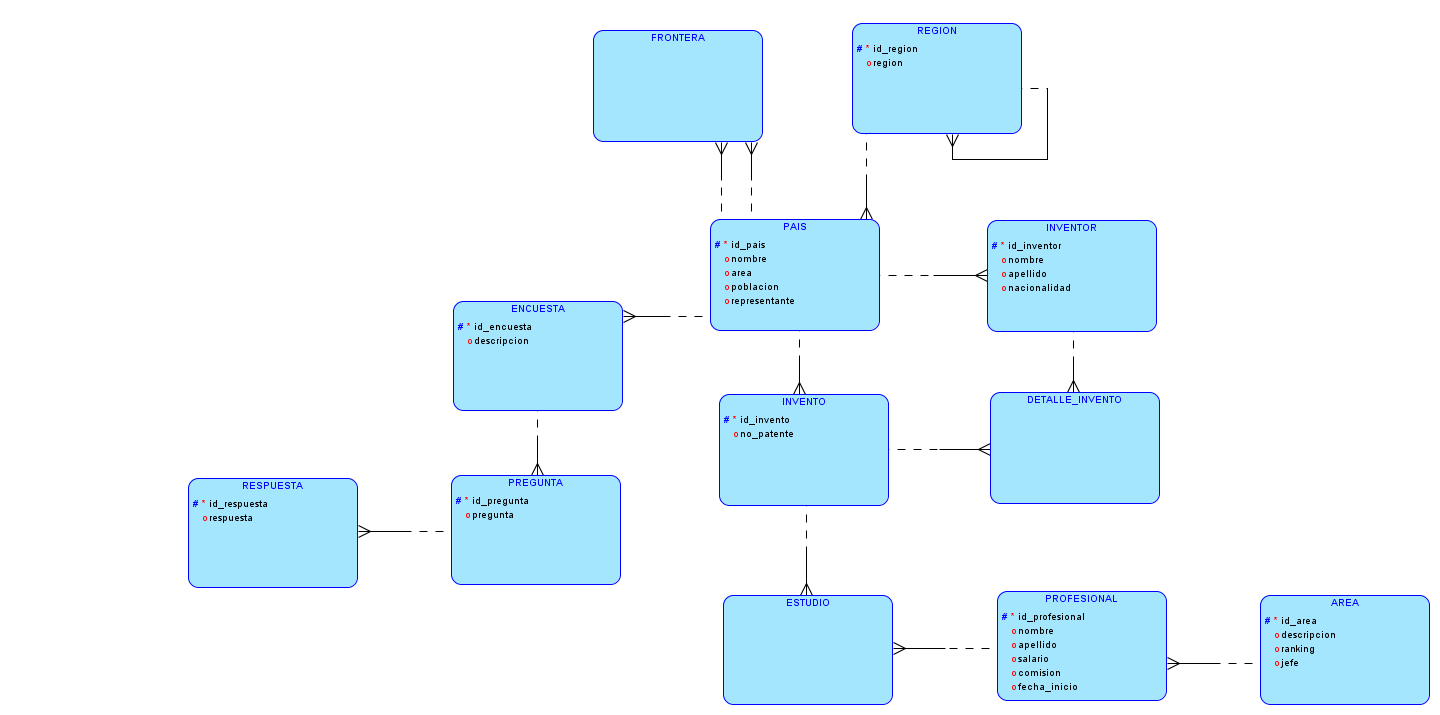 FRONTERA
REGION
# * id_region
o region
PAIS
# * id_pais
o nombre
o area
o poblacion
o representante
INVENTOR
# * id_inventor
o nombre
o apellido
o nacionalidad
ENCUESTA
# * id_encuesta
o descripcion
INVENTO
# * id_invento
o no_patente
DETALLE_INVENTO
RESPUESTA
# * id_respuesta
o respuesta
PREGUNTA
# * id_pregunta
o pregunta
ESTUDIO
PROFESIONAL
# * id_profesional
o nombre
o apellido
o salario
o comision
o fecha_inicio
AREA
# * id_area
o descripcion
o ranking
o jefe